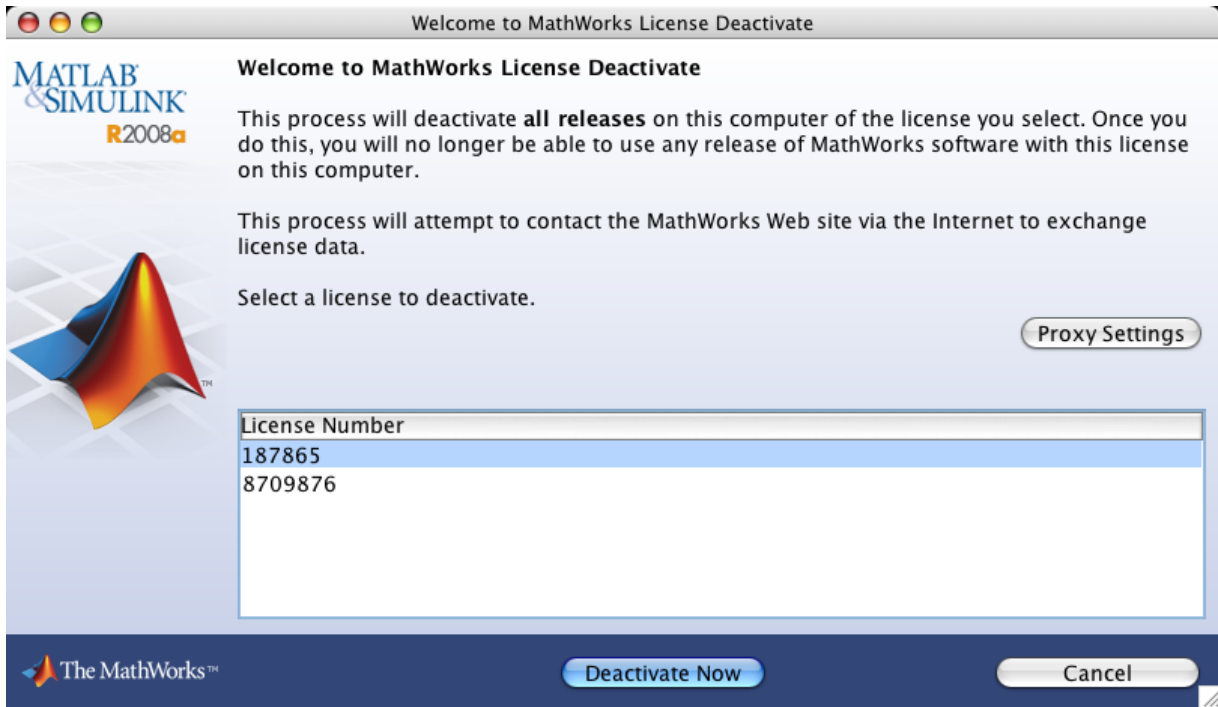 Welcome to MathWorks License Deactivate
MATLAB
&SIMULINK
R2008a
Welcome to MathWorks License Deactivate
This process will deactivate all releases on this computer of the license you select. Once you
do this, you will no longer be able to use any release of MathWorks software with this license
on this computer.
This process will attempt to contact the MathWorks Web site via the Internet to exchange
license data.
Select a license to deactivate.
Proxy Settings
TM
License Number
187865
8709876
The MathWorks™
Deactivate Now
Cancel